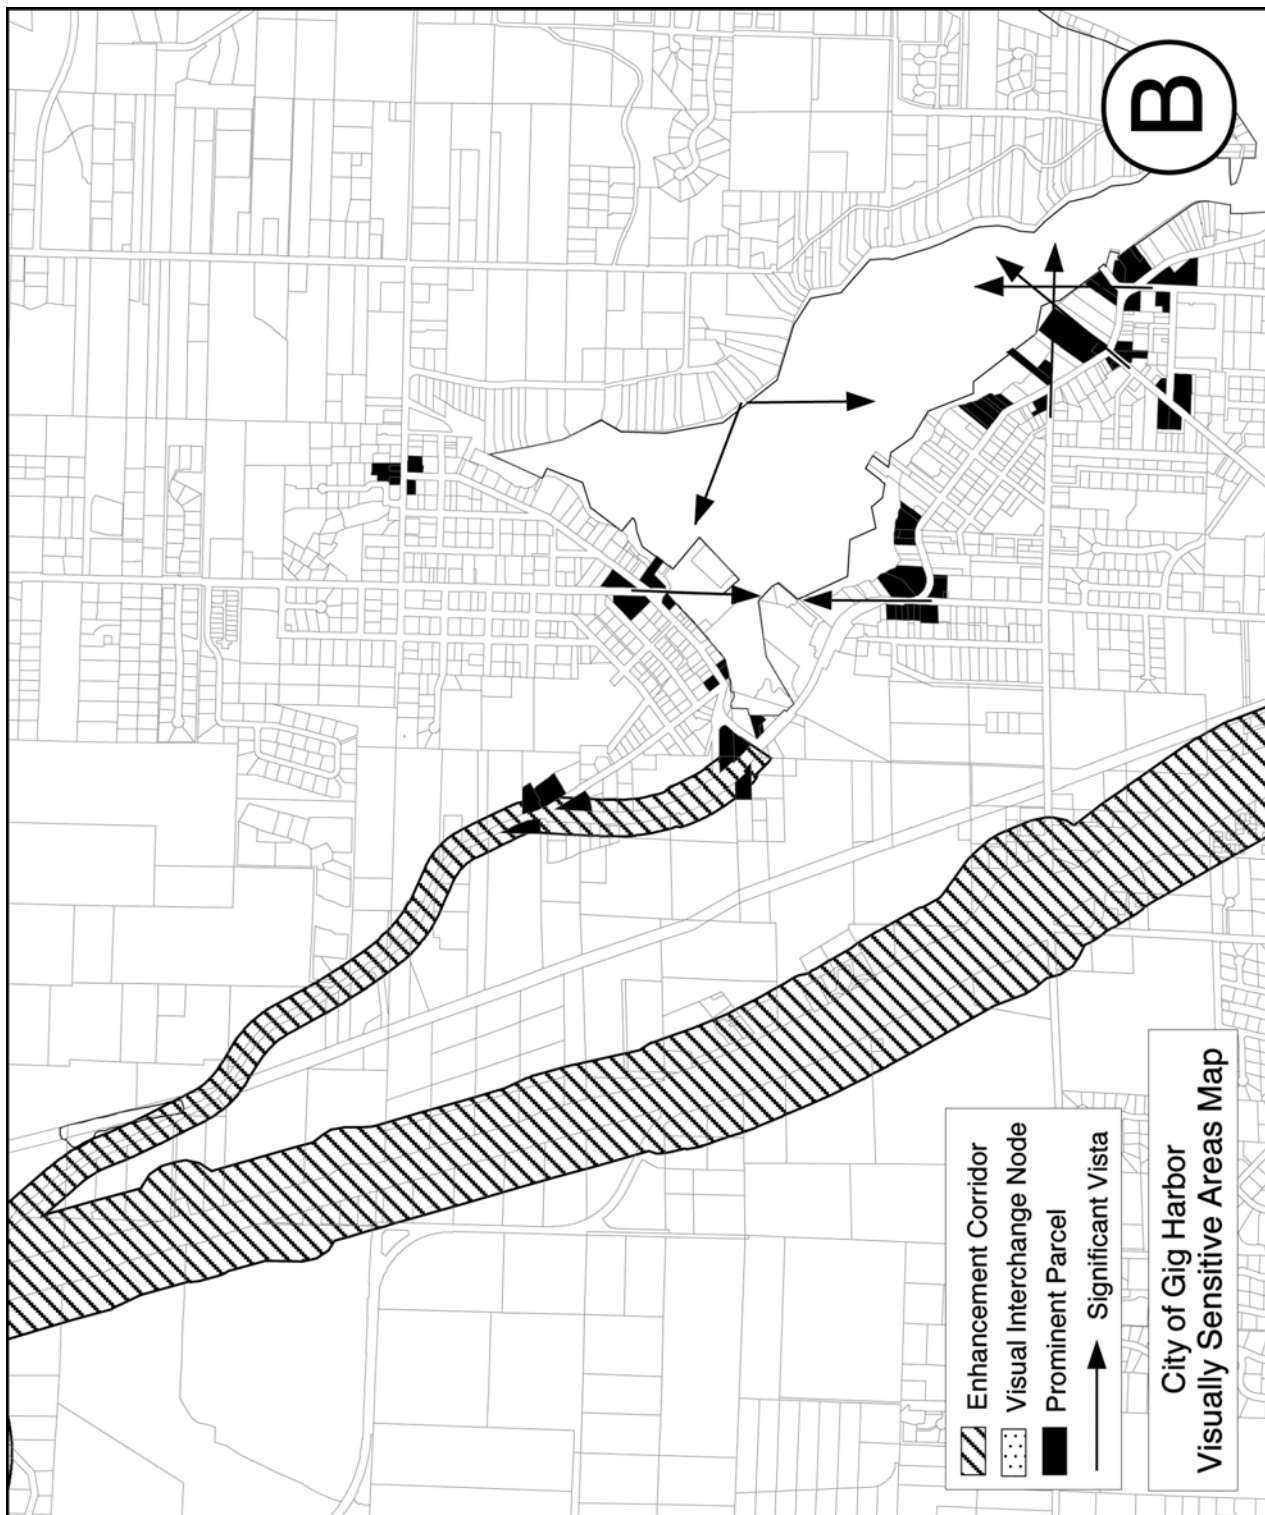 B
Enhancement Corridor
Visual Interchange Node
Prominent Parcel
Significant Vista
City of Gig Harbor
Visually Sensitive Areas Map